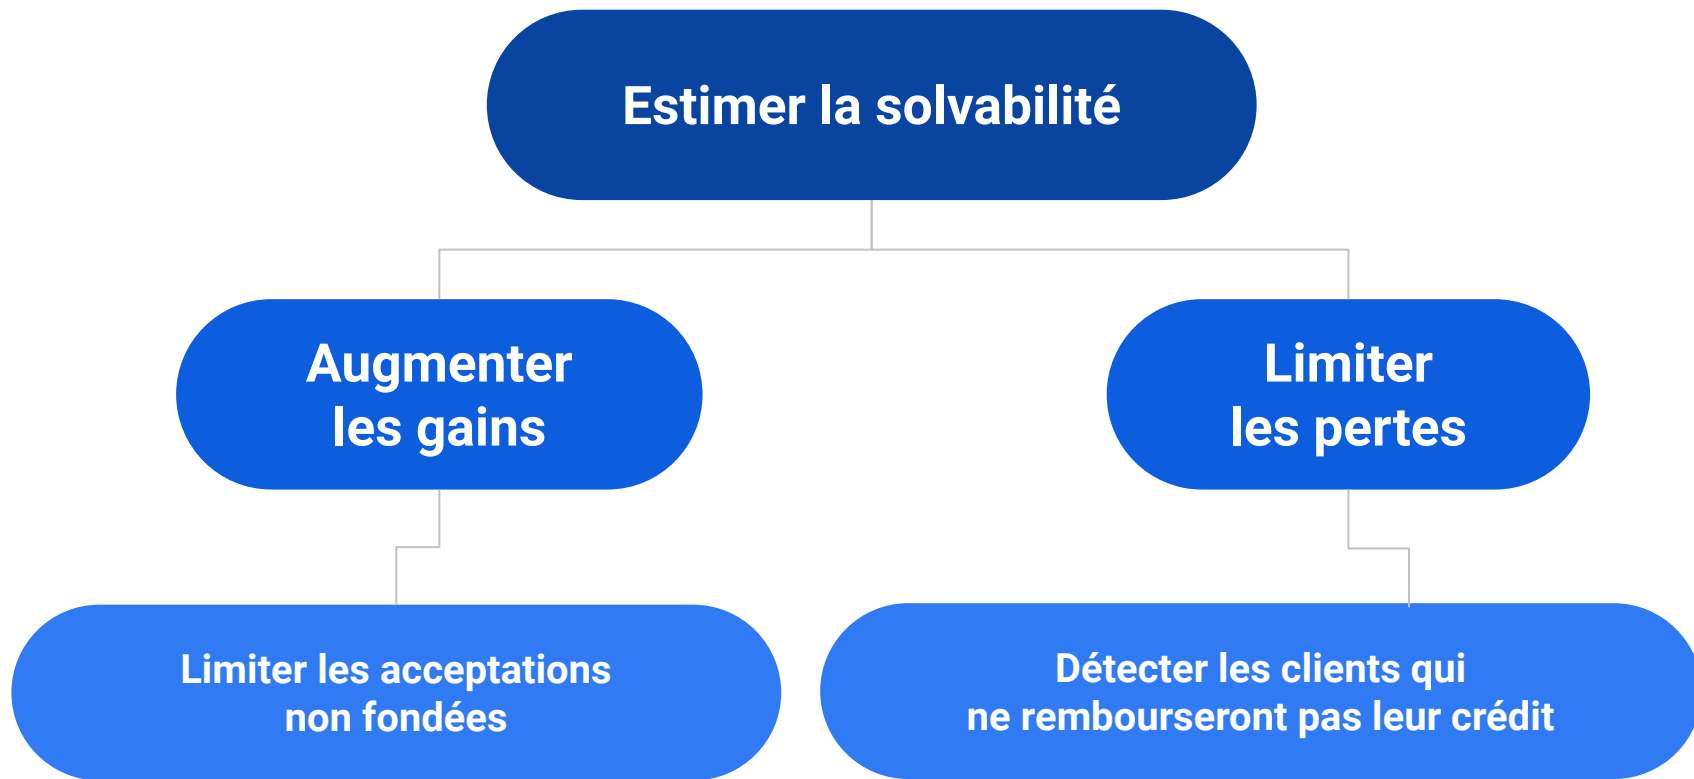 Estimer la solvabilité
Augmenter
les gains
Limiter
les pertes
Limiter les acceptations
non fondées
Détecter les clients qui
ne rembourseront pas leur crédit